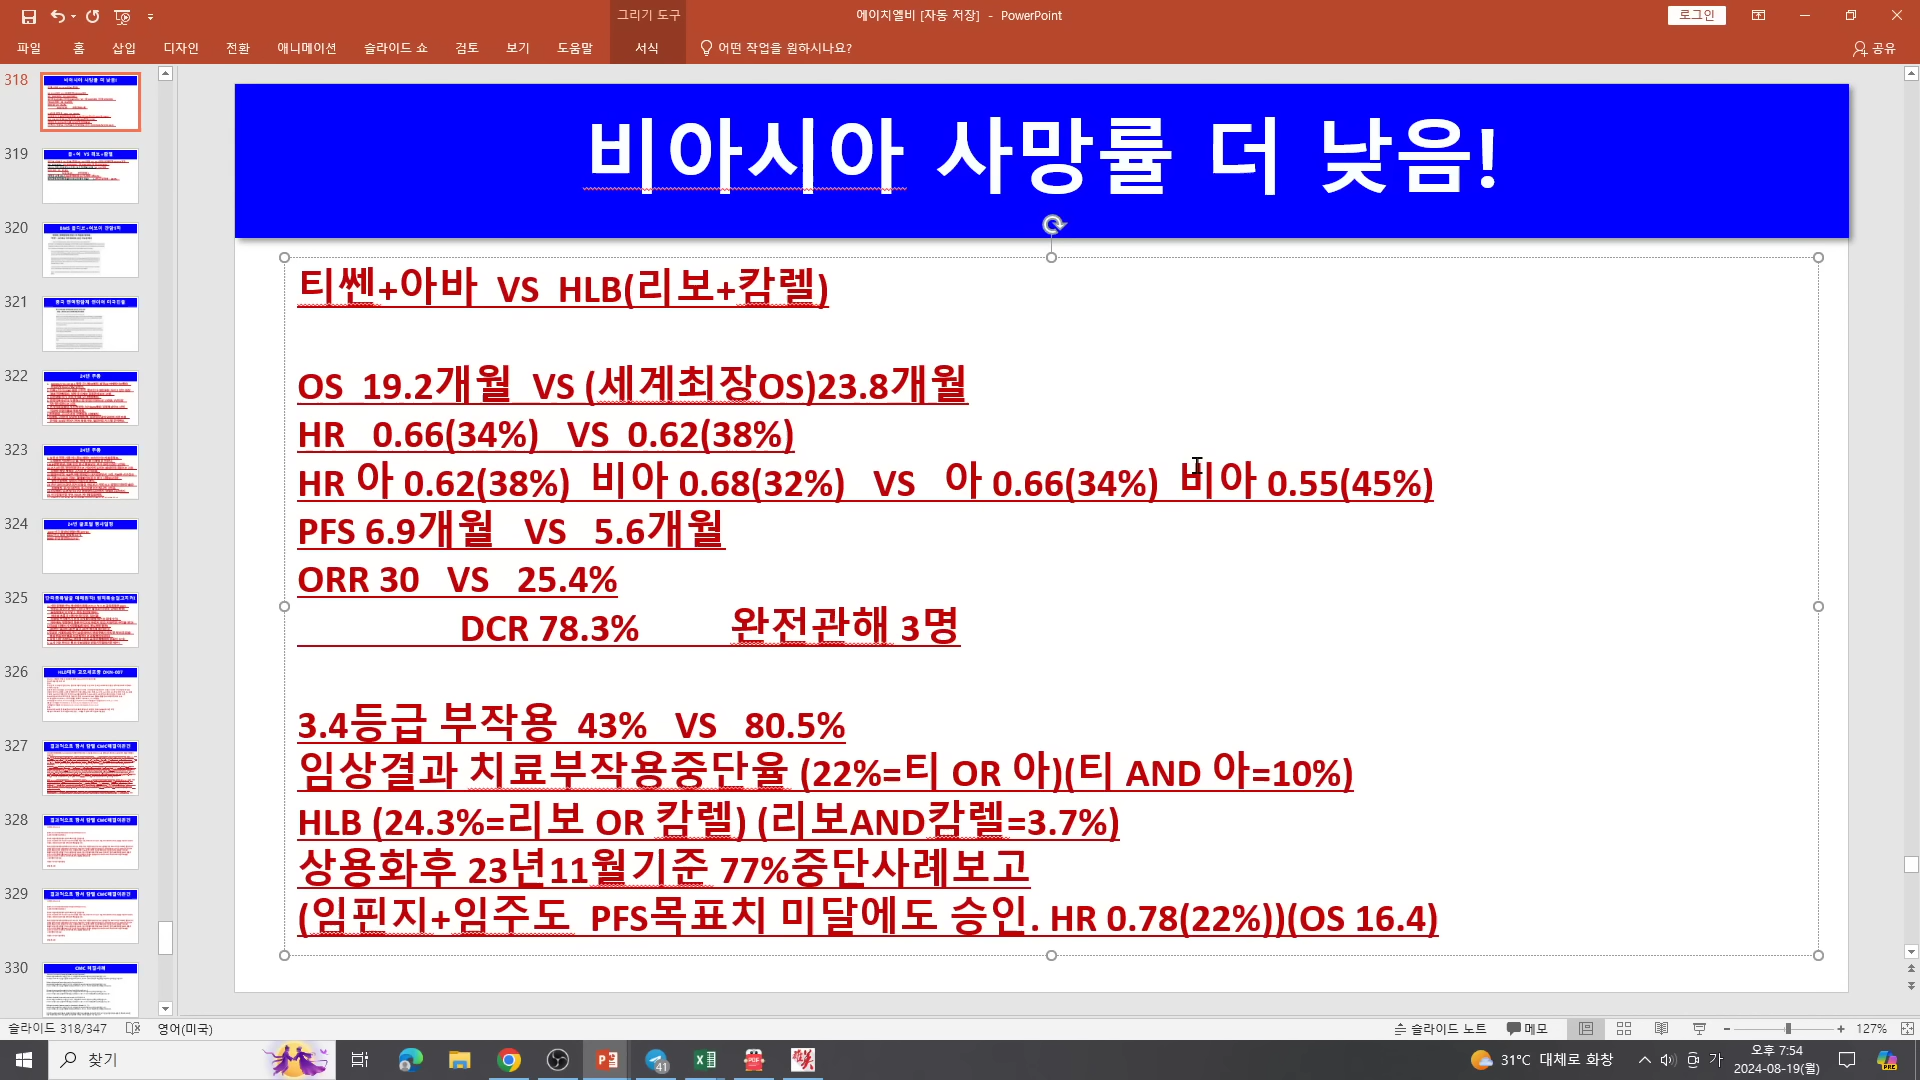 그리기 도구
에이치엘비 [자동 저장] - PowerPoint
로그인
파일 홈 삽입 디자인 전환 애니메이션 슬라이드 쇼 검토 보기 도움말 서식 어떤 작업을 원하시나요? 공유
318
319
320
321
322
323
324
325
326
327
328
329
330
비아시아 사망률 더 낮음!
티쎈+아바 VS HLB(리보+캄렐)
OS 19.2개월 VS (세계최장OS)23.8개월
HR 0.66(34%) VS 0.62(38%)
HR 아 0.62(38%) 비아 0.68(32%) VS 아 0.66(34%) 비아 0.55(45%)
PFS 6.9개월 VS 5.6개월
ORR 30 VS 25.4%
DCR 78.3% 완전관해 3명
3.4등급 부작용 43% VS 80.5%
임상결과 치료부작용중단율 (22%=티 OR 아)(티 AND 아=10%)
HLB (24.3%=리보 OR 캄렐) (리보AND캄렐=3.7%)
상용화후 23년11월기준 77%중단사례보고
(임핀지+임주도 PFS목표치 미달에도 승인. HR 0.78(22%))(OS 16.4)
슬라이드 318/347 영어(미국) 슬라이드 노트 메모 127%
찾기 41 31°C 대체로 화창 가 오후 7:54
2024-08-19(월)